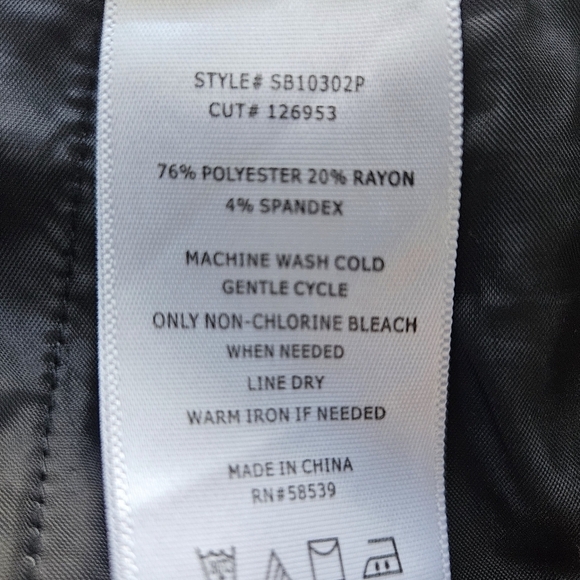 STYLE# SB10302P
CUT# 126953
76% POLYESTER 20% RAYON
4% SPANDEX
MACHINE WASH COLD
GENTLE CYCLE
ONLY NON-CHLORINE BLEACH
WHEN NEEDED
LINE DRY
WARM IRON IF NEEDED
MADE IN CHINA
RN#58539